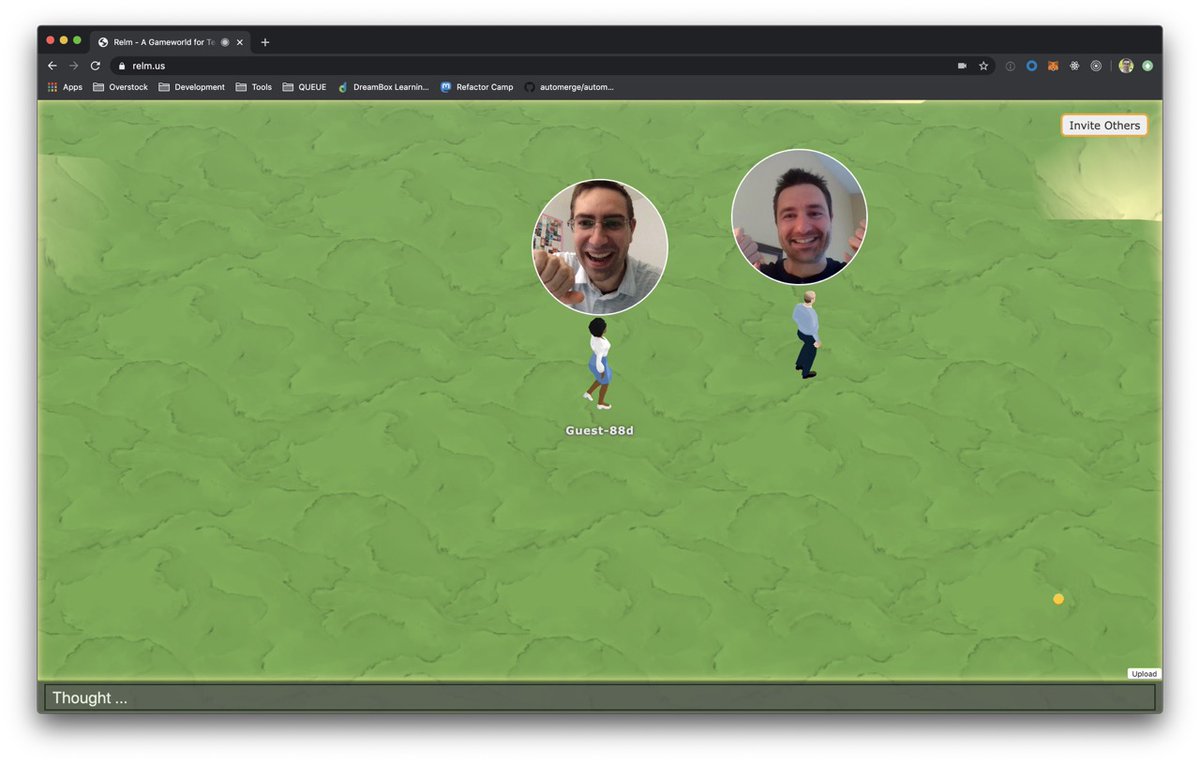 Relm - A Gameworld for Te
relm.us
Apps Overstock Development Tools QUEUE DreamBox Learnin... Refactor Camp automerge/autom...
Invite Others
Guest-88d
Upload
Thought ...